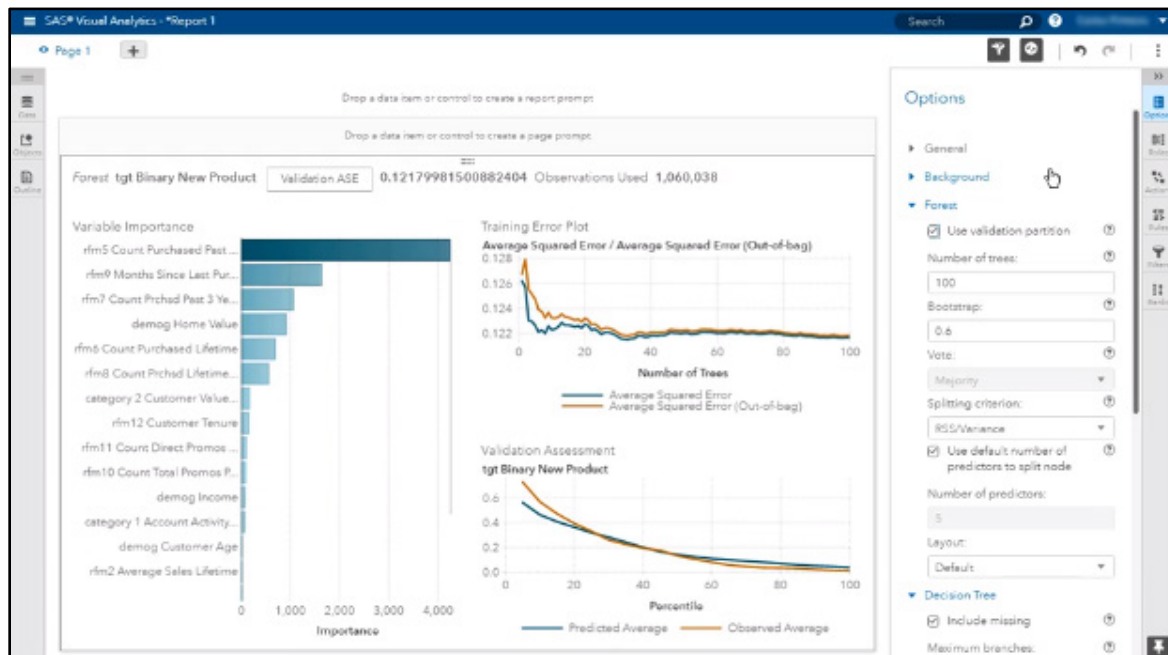 SAS® Visual Analytics - *Report 1
Search
Page 1
Drop a data item or control to create a report prompt
Drop a data item or control to create a page prompt
Data
Objects
Outline
Forest tgt Binary New Product Validation ASE 0.12179981500882404 Observations Used 1,060,038
Variable Importance
rfm5 Count Purchased Past ...
rfm9 Months Since Last Pur...
rfm7 Count Prchsd Past 3 Ye...
demog Home Value
rfm6 Count Purchased Lifetime
rfm8 Count Prchsd Lifetime...
category 2 Customer Value...
rfm12 Customer Tenure
rfm11 Count Direct Promos ...
rfm10 Count Total Promos P...
demog Income
category 1 Account Activity...
demog Customer Age
rfm2 Average Sales Lifetime
0 1,000 2,000 3,000 4,000
Importance
Training Error Plot
Average Squared Error / Average Squared Error (Out-of-bag)
0.128
0.126
0.124
0.122
0 20 40 60 80 100
Number of Trees
Average Squared Error
Average Squared Error (Out-of-bag)
Validation Assessment
tgt Binary New Product
0.6
0.4
0.2
0.0
0 20 40 60 80 100
Percentile
Predicted Average Observed Average
Options
General
Background
Forest
Use validation partition
Number of trees:
100
Bootstrap:
0.6
Vote:
Majority
Splitting criterion:
RSS/Variance
Use default number of
predictors to split node
Number of predictors:
5
Layout:
Default
Decision Tree
Include missing
Maximum branches:
Options
Roles
Actions
Rules
Filters
Ranks